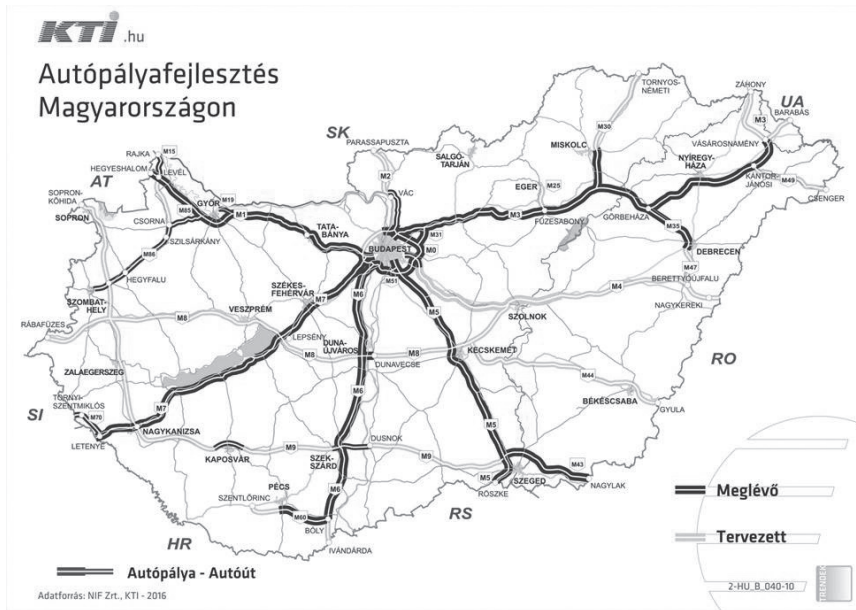 KTI .hu
Autópályafejlesztés
Magyarországon
SK
UA
AT
SI
HR
RS
RO
TORNYOS-
NÉMETI
ZÁHONY
M3
BARABÁS
VÁSÁROSNAMÉNY
M30
MISKOLC
NYÍREGY-
HÁZA
KÁNTOR-
JÁNOSI
M49
CSENGER
PARASSAPUSZTA
SALGÓ-
TARJÁN
M2
VÁC
EGER
M25
M3
FÜZESABONY
GÖRBEHÁZA
M35
DEBRECEN
M47
BERETTYÓÚJFALU
NAGYKEREKI
M4
RAJKA
M15
HEGYESHALOM
LEVÉL
SOPRON-
KŐHIDA
SOPRON
CSORNA
M85
GYŐR
M19
M1
SZILSÁRKÁNY
M86
HEGYFALU
TATA-
BÁNYA
BUDAPEST
M31
M0
M51
SZOMBAT-
HELY
VESZPRÉM
SZÉKES-
FEHÉRVÁR
M7
M6
M5
SZOLNOK
RÁBAFÜZES
M8
LEPSÉNY
M8
DUNA-
ÚJVÁROS
DUNAVECSE
M8
KECSKEMÉT
M44
BÉKÉSCSABA
GYULA
ZALAEGERSZEG
TORNYI-
SZENTMIKLÓS
M70
LETENYE
M7
NAGYKANIZSA
KAPOSVÁR
M9
SZEK-
SZÁRD
M6
DUSNOK
M9
M5
M5
RÖSZKE
SZEGED
M43
NAGYLAK
PÉCS
SZENTLŐRINC
M60
M6
BÓLY
IVÁNDÁRDA
Meglévő
Tervezett
Autópálya - Autóút
Adatforrás: NIF Zrt., KTI - 2016
2-HU_B_040-10
TRENDEK